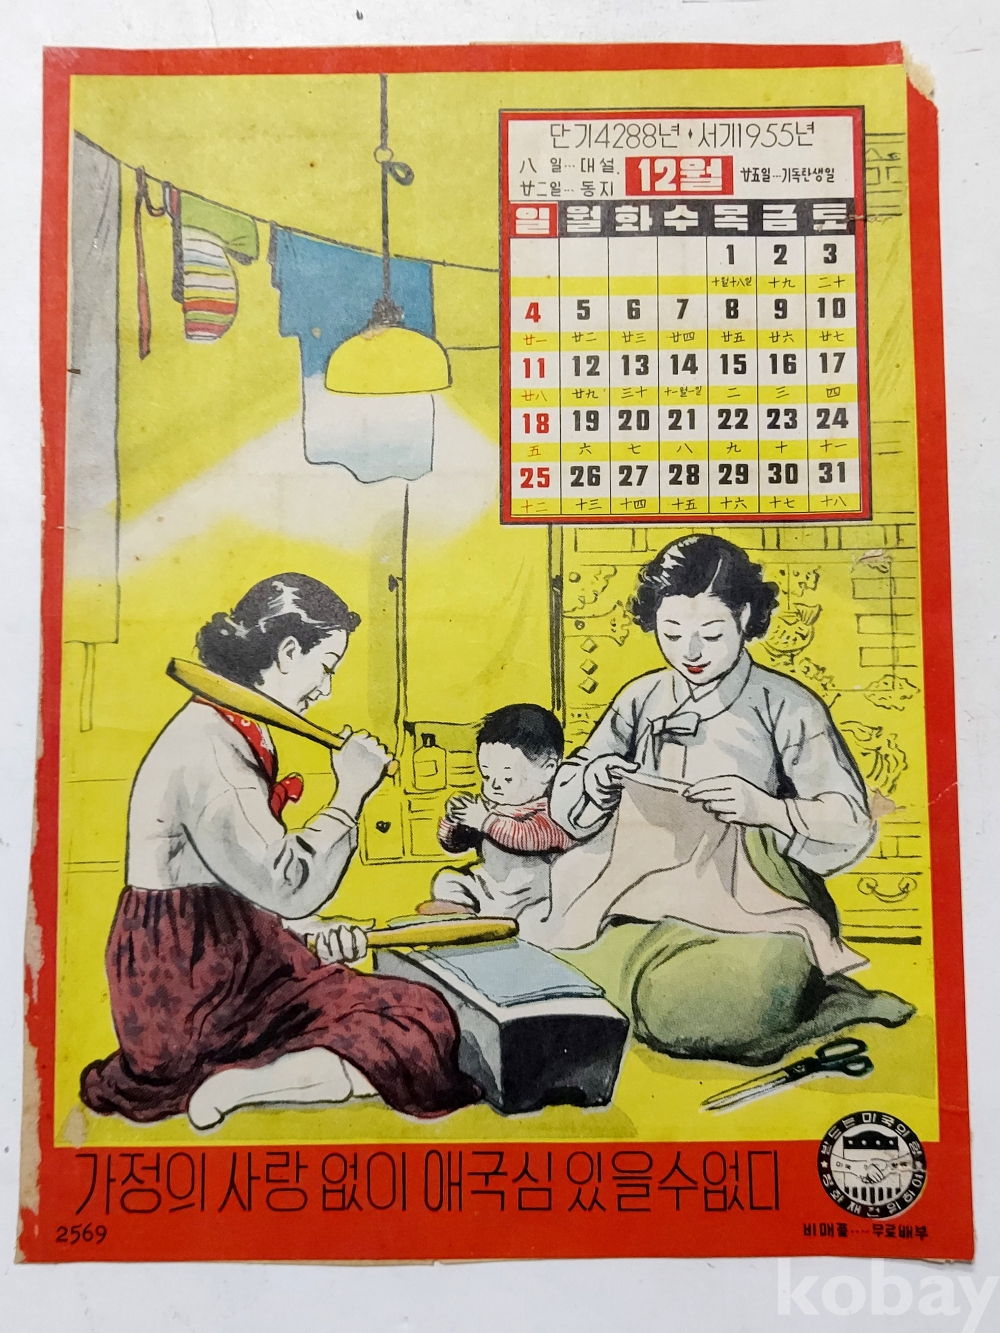 단기4288년·서기1955년
八 일…대설.
廿二일…동지
12월
廿五일…기독탄생일
일 월 화 수 목 금 토
1 2 3
十월十八일 十九 二十
4 5 6 7 8 9 10
廿一 廿二 廿三 廿四 廿五 廿六 廿七
11 12 13 14 15 16 17
廿八 廿九 三十 十一월一일 二 三 四
18 19 20 21 22 23 24
五 六 七 八 九 十 十一
25 26 27 28 29 30 31
十二 十三 十四 十五 十六 十七 十八
가정의 사랑 없이 애국심 있을수없다
2569
비매품····무료배부
kobay